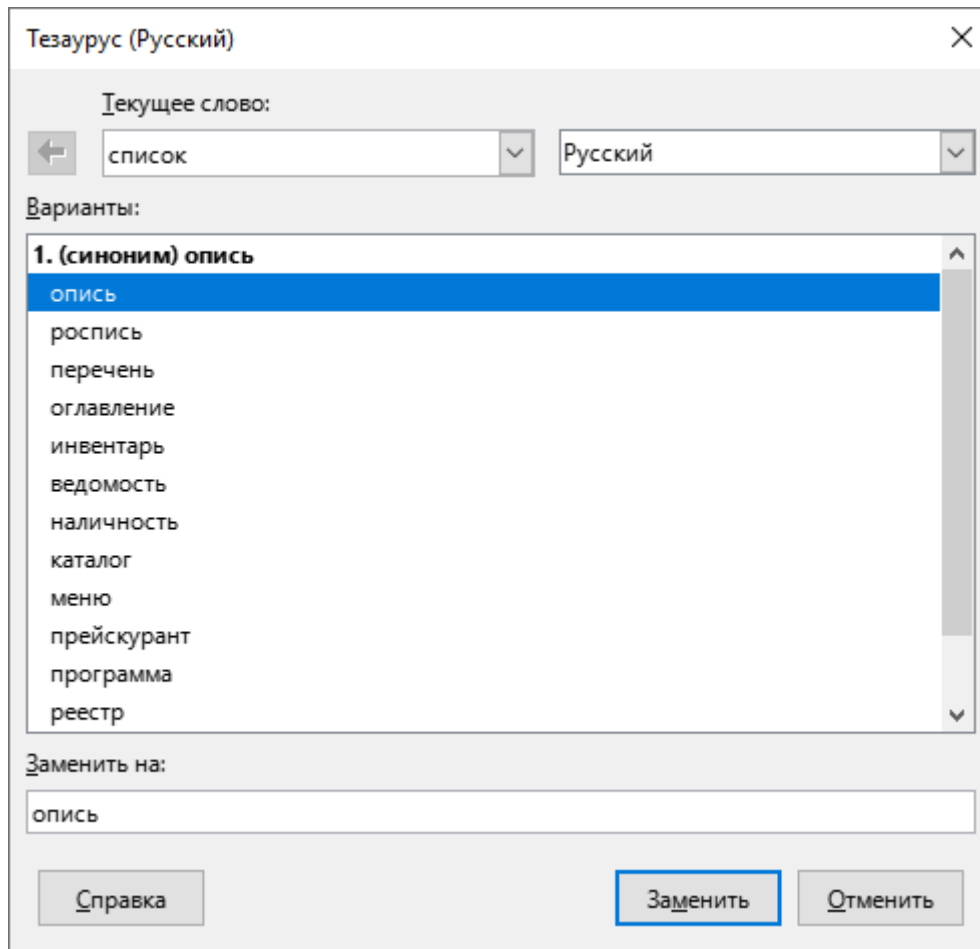 Тезаурус (Русский)
Текущее слово:
список Русский
Варианты:
1. (синоним) опись
опись
роспись
перечень
оглавление
инвентарь
ведомость
наличность
каталог
меню
прейскурант
программа
реестр
Заменить на:
опись
Справка Заменить Отменить